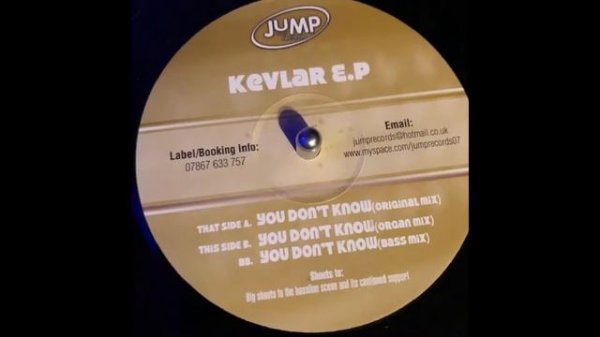 JUMP
KEVLAR E.P
Label/Booking Info:
07867 633 757
Email:
jumprecords@hotmail.co.uk
www.myspace.com/jumprecords07
THAT SIDE A. YOU DON'T KNOW (ORIGINAL MIX)
THIS SIDE B. YOU DON'T KNOW (ORGAN MIX)
BB. YOU DON'T KNOW (BASS MIX)
Shouts to:
Big shouts to the bassline scene and its continued support